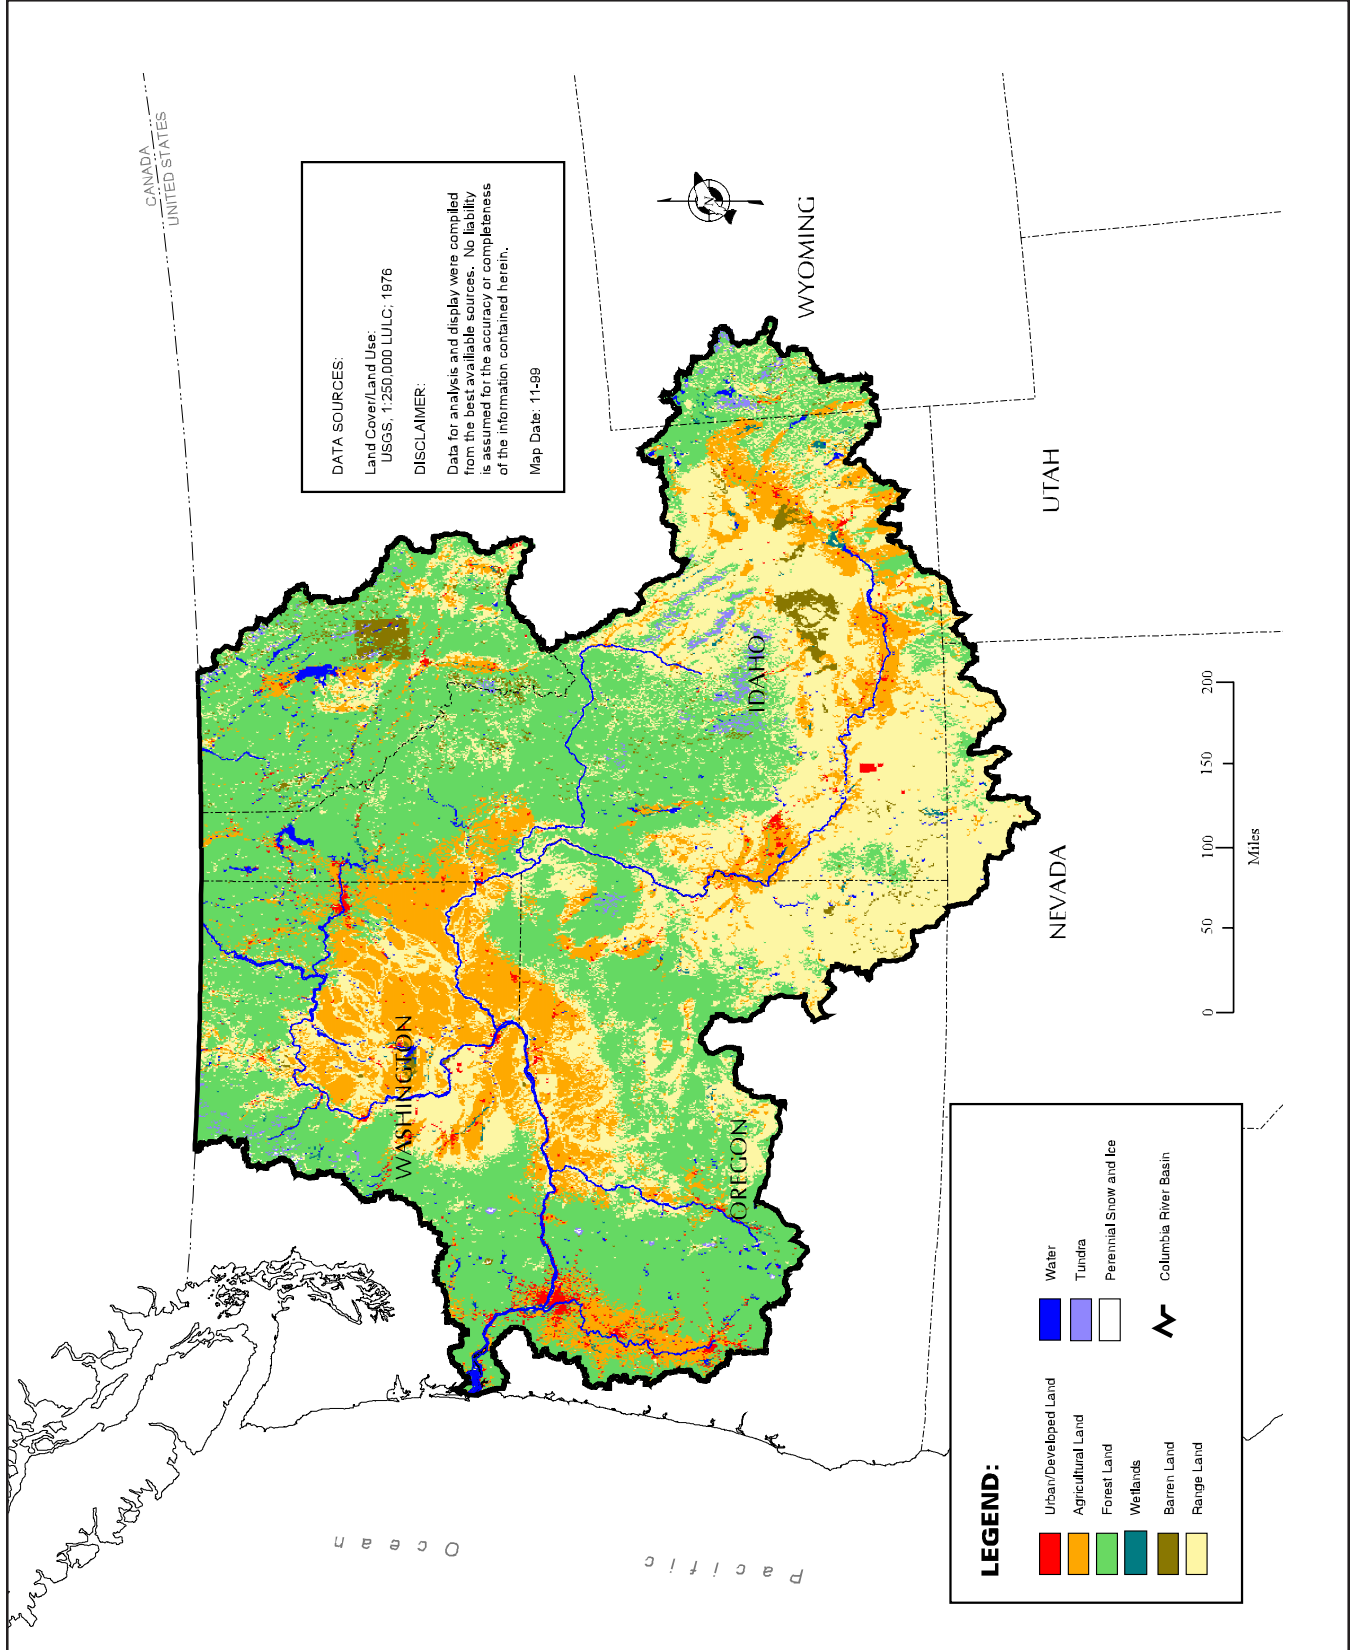 CANADA
UNITED STATES
DATA SOURCES:
Land Cover/Land Use:
USGS, 1:250,000 LULC; 1976
DISCLAIMER:
Data for analysis and display were compiled
from the best available sources. No liability
is assumed for the accuracy or completeness
of the information contained herein.
Map Date: 11-99
N
WYOMING
UTAH
IDAHO
NEVADA
WASHINGTON
OREGON
Pacific
Ocean
0 50 100 150 200
Miles
LEGEND:
Urban/Developed Land
Agricultural Land
Forest Land
Wetlands
Barren Land
Range Land
Water
Tundra
Perennial Snow and Ice
Columbia River Basin